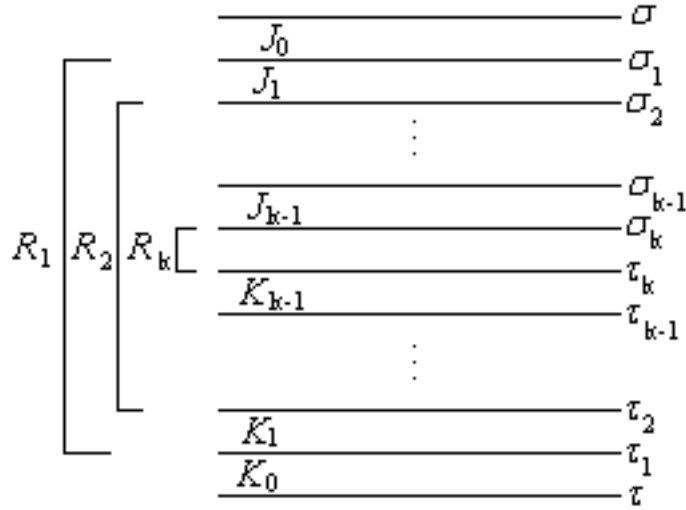 σ
J₀
σ₁
J₁
σ₂
⋮
σₖ₋₁
Jₖ₋₁
σₖ
R₁ R₂ Rₖ
τₖ
Kₖ₋₁
τₖ₋₁
⋮
τ₂
K₁
τ₁
K₀
τ